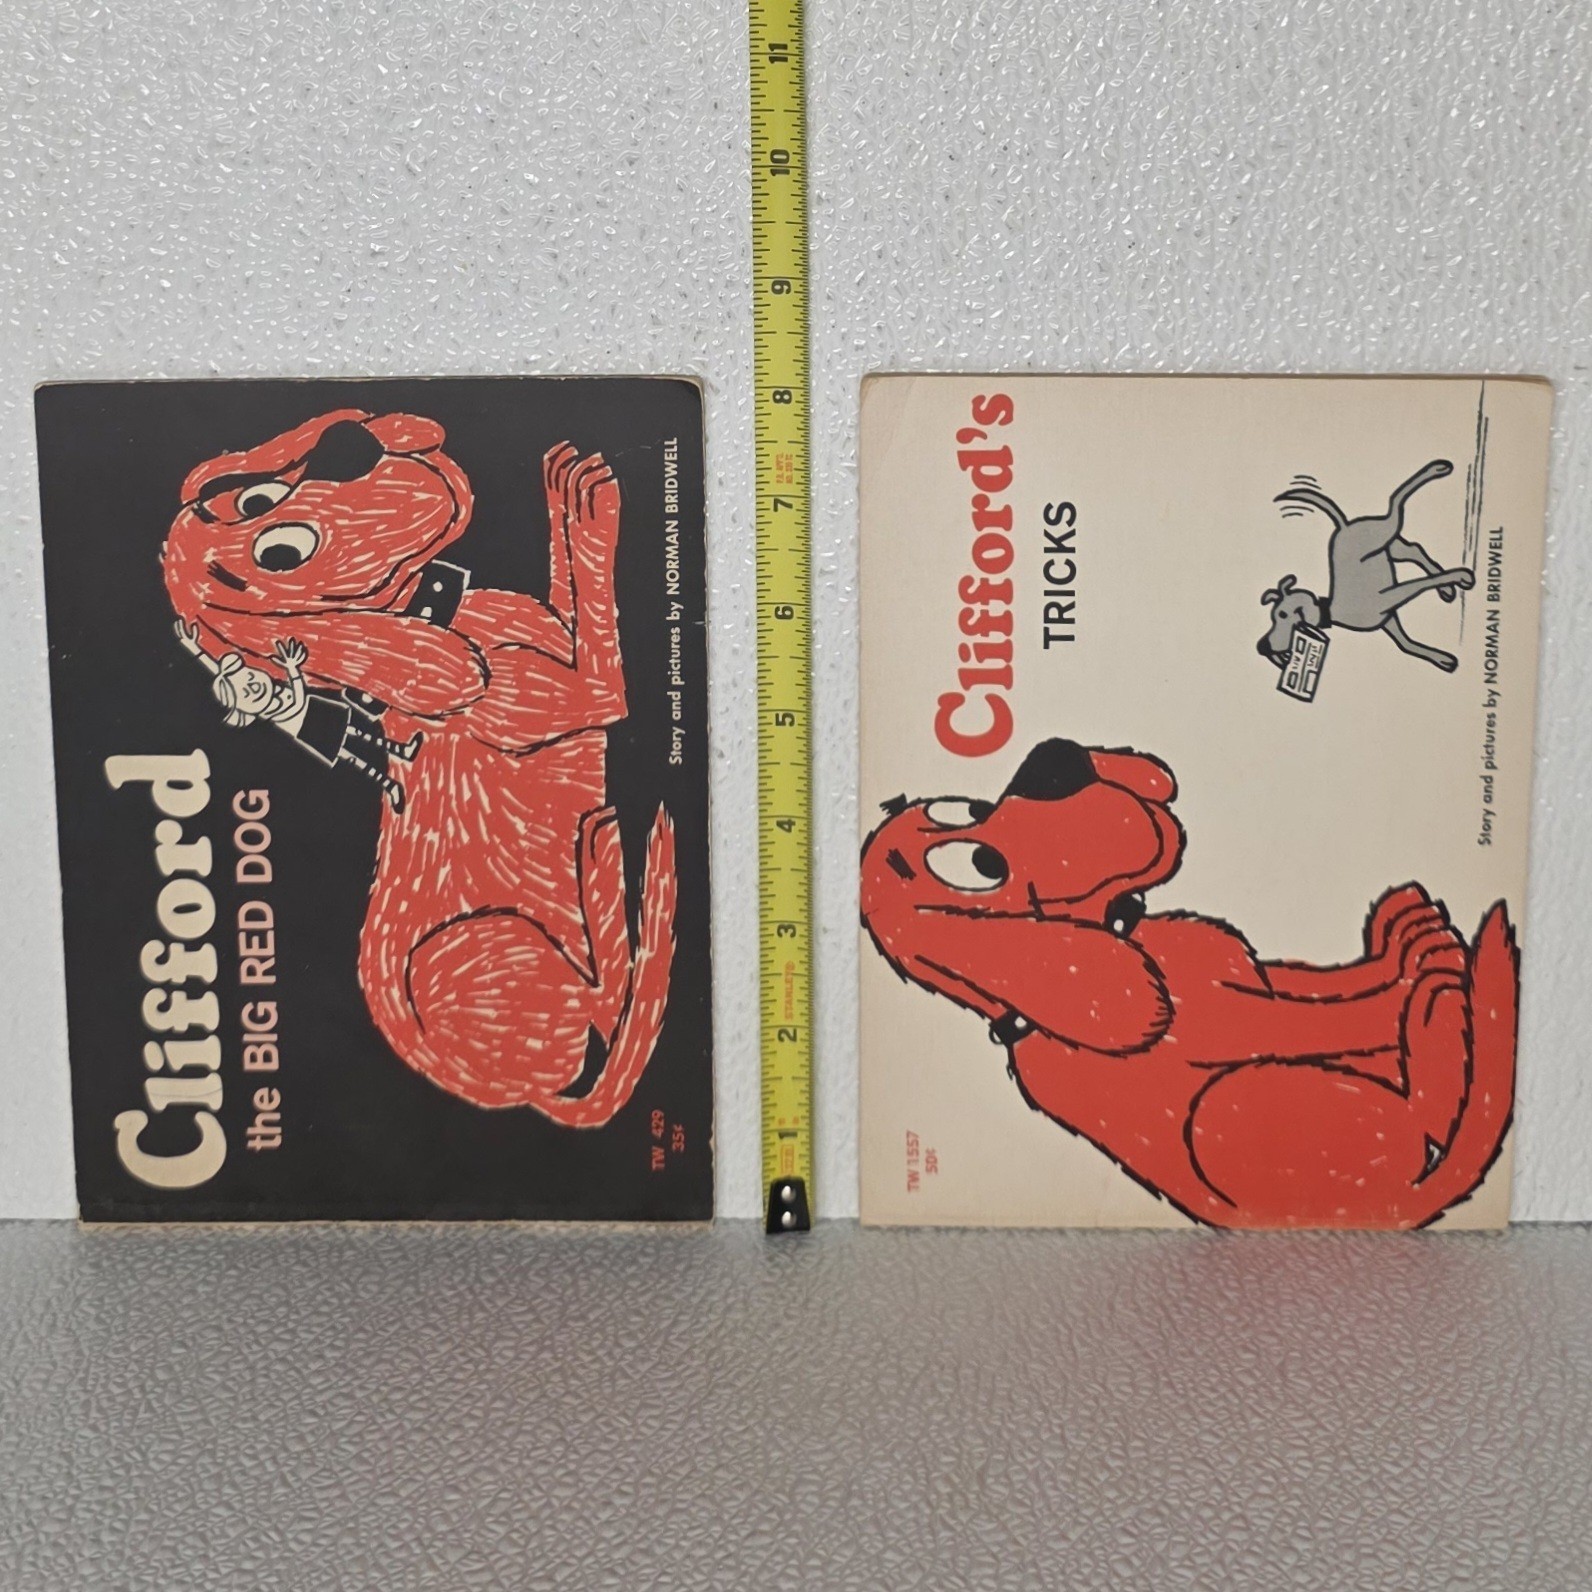 Clifford
the BIG RED DOG
Story and pictures by NORMAN BRIDWELL
TW 429
35¢
11
10
9
8
7
6
5
4
3
STANLEY®
2
1
Clifford's
TRICKS
Story and pictures by NORMAN BRIDWELL
TW 1557
50¢